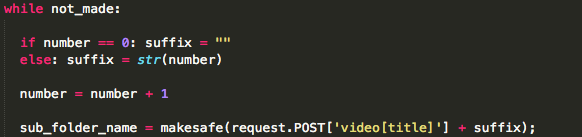 while not_made:
if number == 0: suffix = ""
else: suffix = str(number)
number = number + 1
sub_folder_name = makesafe(request.POST['video[title]'] + suffix);